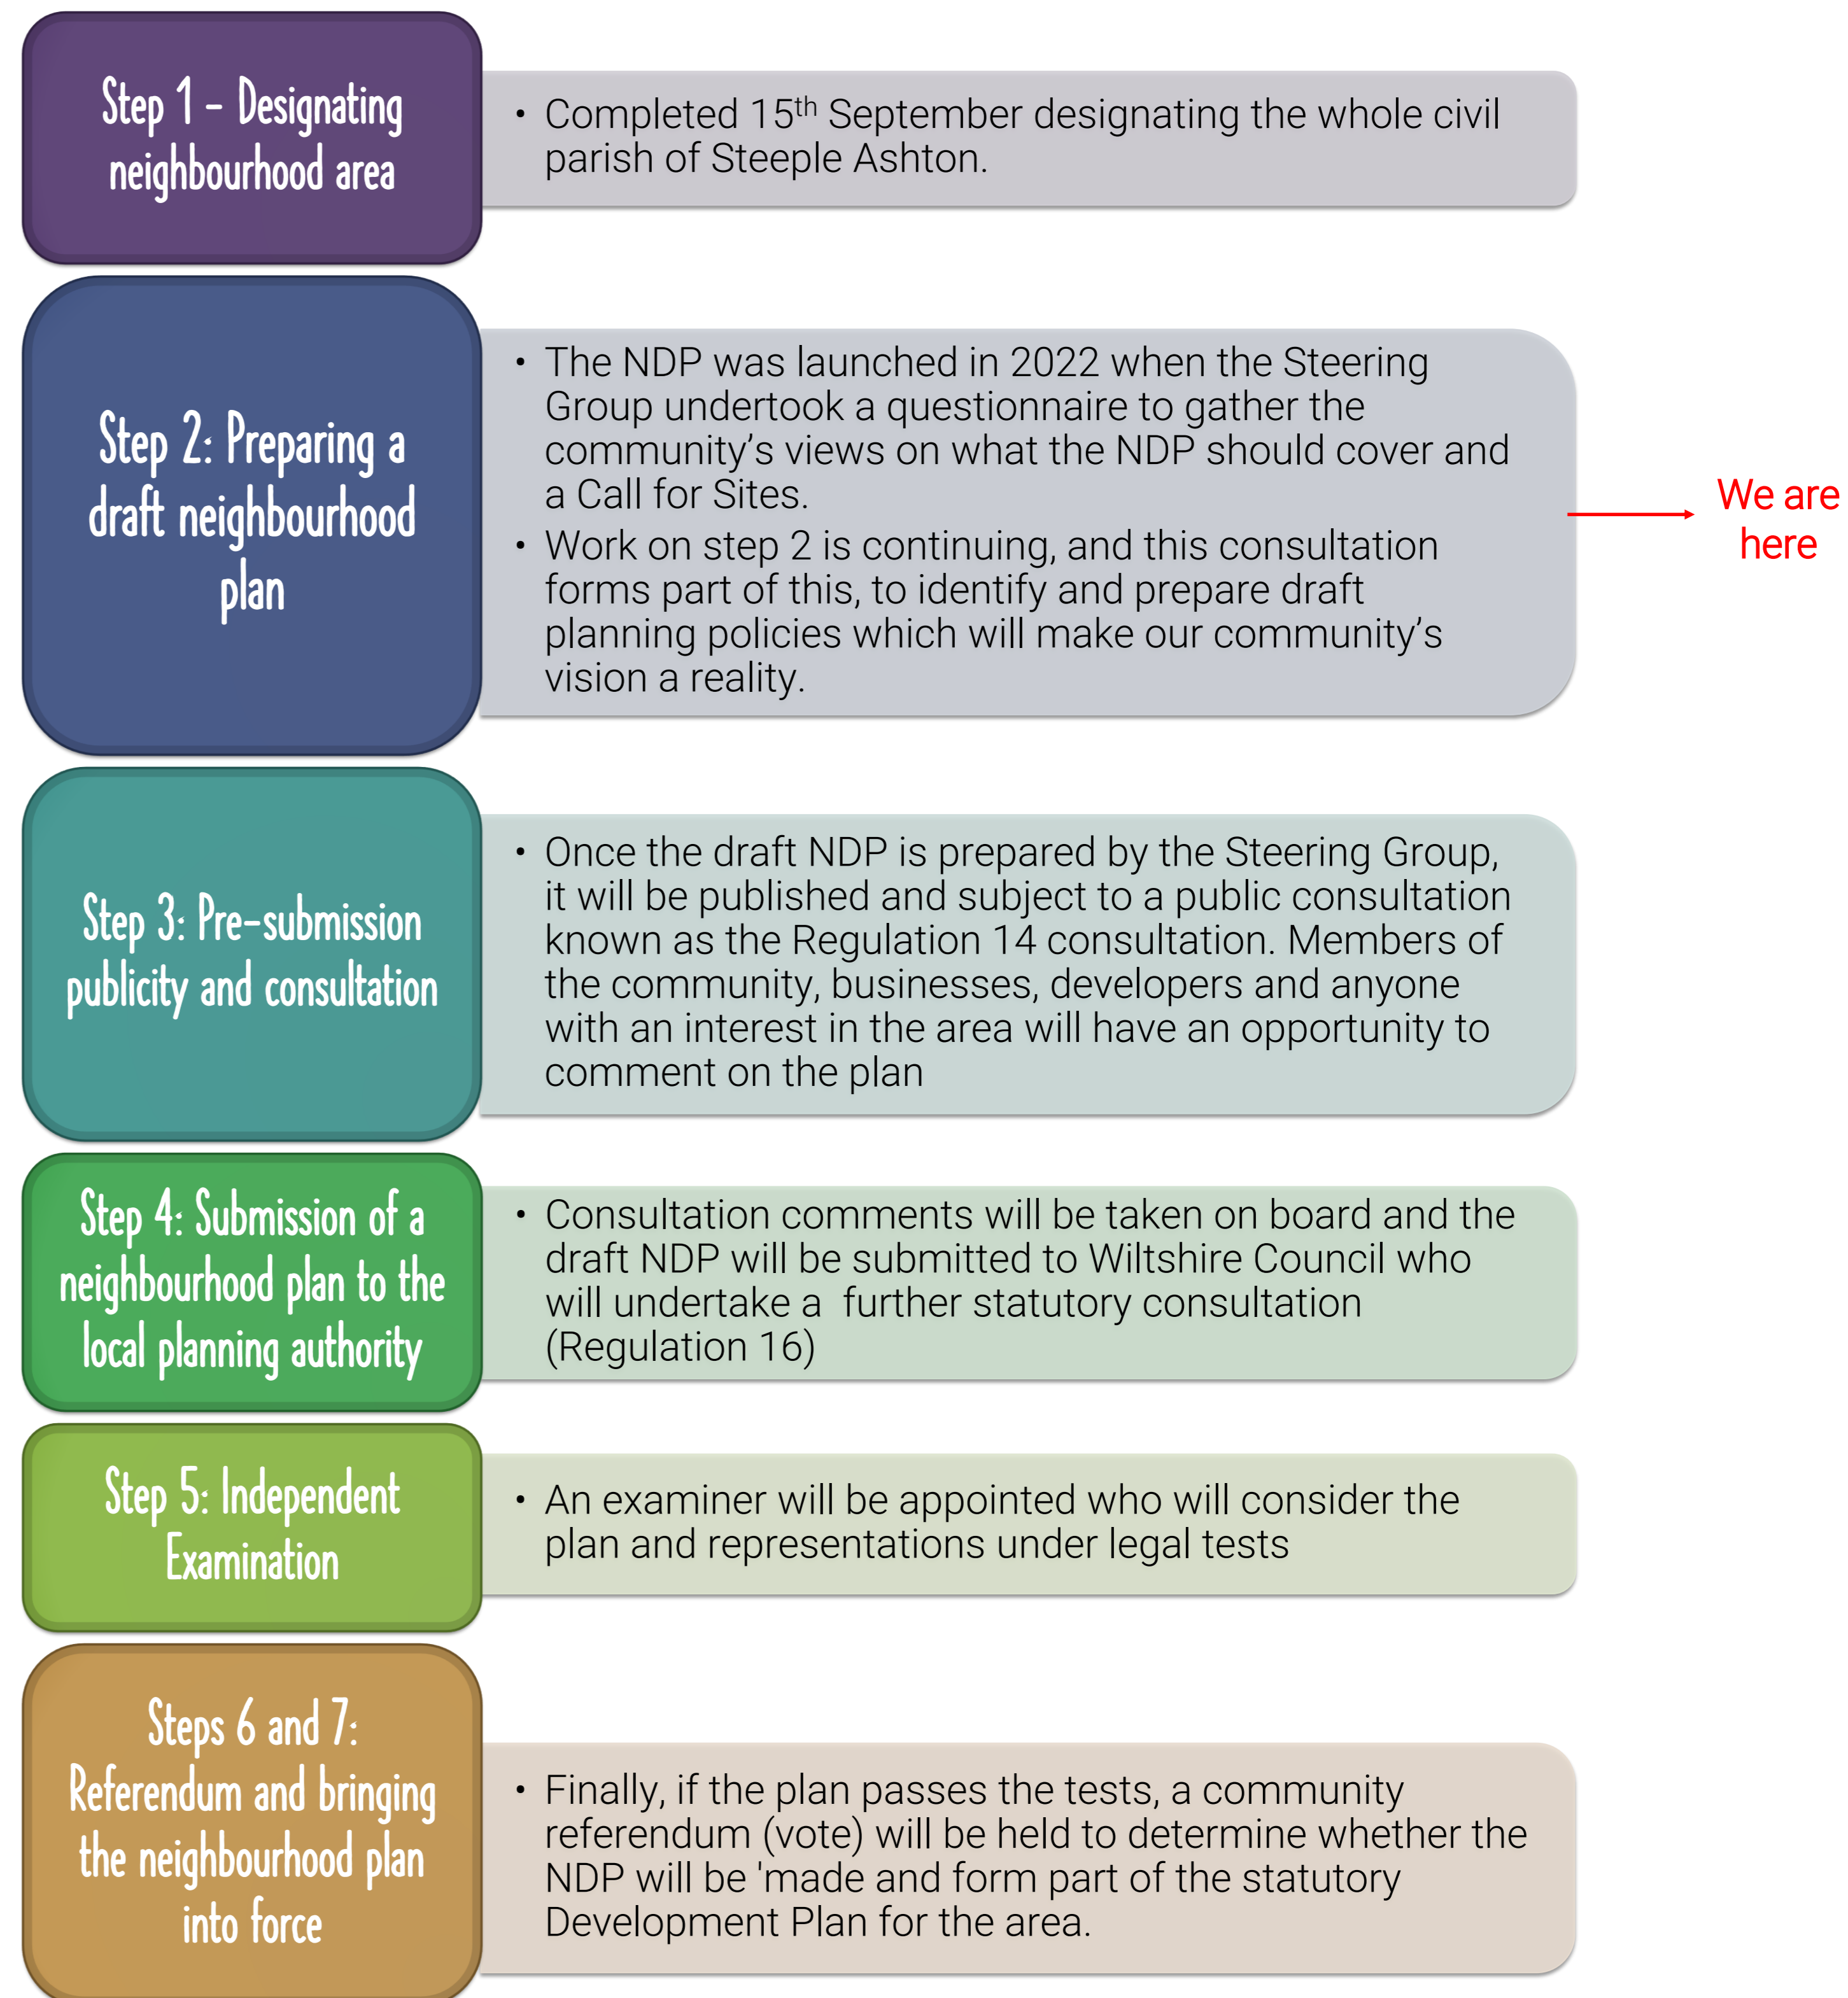 Step 1 - Designating
neighbourhood area
• Completed 15th September designating the whole civil
parish of Steeple Ashton.
Step 2: Preparing a
draft neighbourhood
plan
• The NDP was launched in 2022 when the Steering
Group undertook a questionnaire to gather the
community’s views on what the NDP should cover and
a Call for Sites.
• Work on step 2 is continuing, and this consultation
forms part of this, to identify and prepare draft
planning policies which will make our community’s
vision a reality.
We are
here
Step 3: Pre-submission
publicity and consultation
• Once the draft NDP is prepared by the Steering Group,
it will be published and subject to a public consultation
known as the Regulation 14 consultation. Members of
the community, businesses, developers and anyone
with an interest in the area will have an opportunity to
comment on the plan
Step 4: Submission of a
neighbourhood plan to the
local planning authority
• Consultation comments will be taken on board and the
draft NDP will be submitted to Wiltshire Council who
will undertake a  further statutory consultation
(Regulation 16)
Step 5: Independent
Examination
• An examiner will be appointed who will consider the
plan and representations under legal tests
Steps 6 and 7:
Referendum and bringing
the neighbourhood plan
into force
• Finally, if the plan passes the tests, a community
referendum (vote) will be held to determine whether the
NDP will be 'made and form part of the statutory
Development Plan for the area.